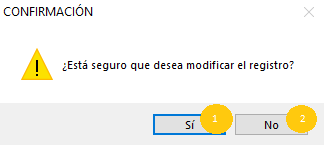 CONFIRMACIÓN
¿Está seguro que desea modificar el registro?
Sí 1 No 2